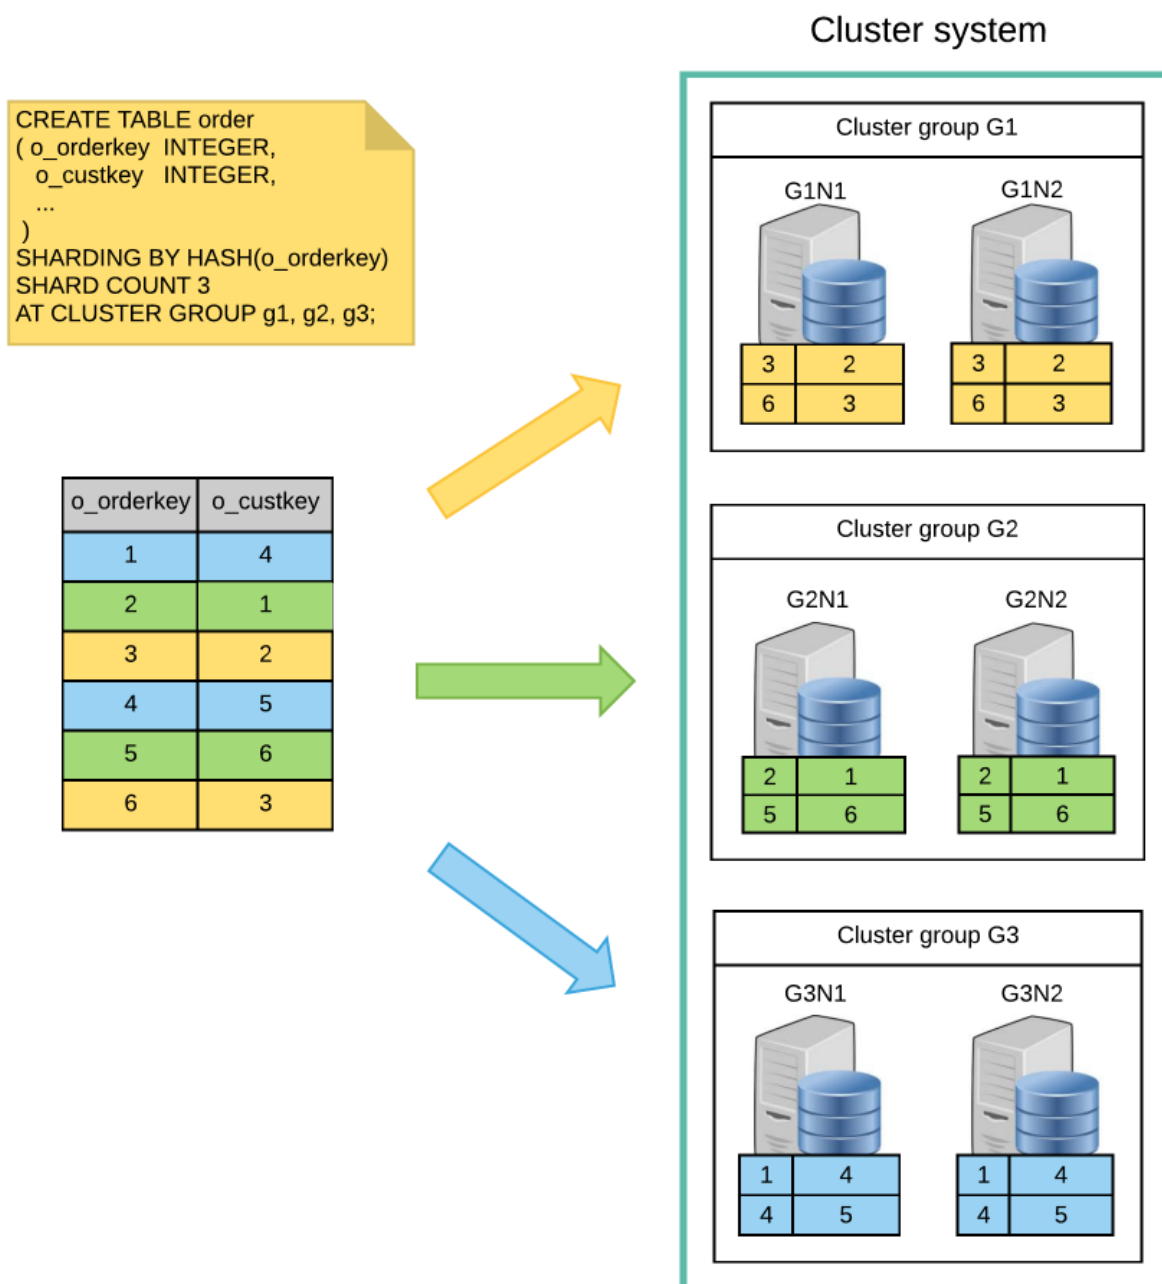 Cluster system
CREATE TABLE order
( o_orderkey INTEGER,
o_custkey INTEGER,
...
)
SHARDING BY HASH(o_orderkey)
SHARD COUNT 3
AT CLUSTER GROUP g1, g2, g3;
o_orderkey o_custkey
1 4
2 1
3 2
4 5
5 6
6 3
Cluster group G1
G1N1 G1N2
3 2 3 2
6 3 6 3
Cluster group G2
G2N1 G2N2
2 1 2 1
5 6 5 6
Cluster group G3
G3N1 G3N2
1 4 1 4
4 5 4 5